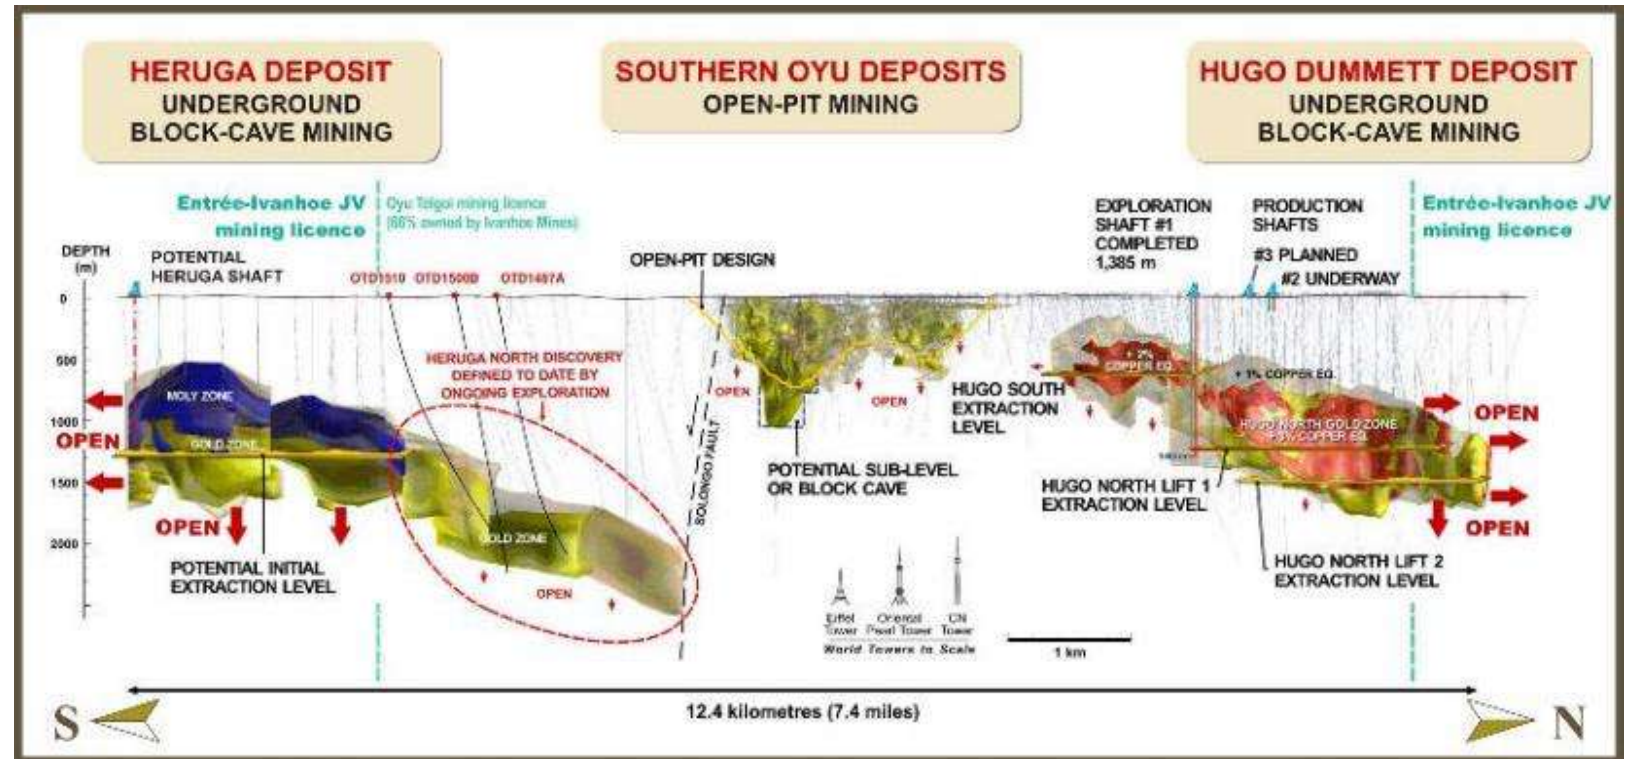 HERUGA DEPOSIT
UNDERGROUND
BLOCK-CAVE MINING
SOUTHERN OYU DEPOSITS
OPEN-PIT MINING
HUGO DUMMETT DEPOSIT
UNDERGROUND
BLOCK-CAVE MINING
Entrée-Ivanhoe JV
mining licence
Oyu Tolgoi mining licence
(66% owned by Ivanhoe Mines)
EXPLORATION
SHAFT #1
COMPLETED
1,385 m
PRODUCTION
SHAFTS
#3 PLANNED
#2 UNDERWAY
Entrée-Ivanhoe JV
mining licence
DEPTH
(m)
POTENTIAL
HERUGA SHAFT
OTD1510 OTD1500B OTD1487A
OPEN-PIT DESIGN
0
500
1000
1500
2000
HERUGA NORTH DISCOVERY
DEFINED TO DATE BY
ONGOING EXPLORATION
MOLY ZONE
GOLD ZONE
OPEN
OPEN
POTENTIAL INITIAL
EXTRACTION LEVEL
GOLD ZONE
OPEN
SOLONGO FAULT
OPEN
OPEN
POTENTIAL SUB-LEVEL
OR BLOCK CAVE
HUGO SOUTH
EXTRACTION
LEVEL
COPPER EQ.
+ 1% COPPER EQ.
HUGO NORTH GOLD ZONE
COPPER EQ.
OPEN
OPEN
HUGO NORTH LIFT 1
EXTRACTION LEVEL
HUGO NORTH LIFT 2
EXTRACTION LEVEL
Eiffel
Tower
Oriental
Pearl Tower
CN
Tower
World Towers to Scale
1 km
12.4 kilometres (7.4 miles)
S
N